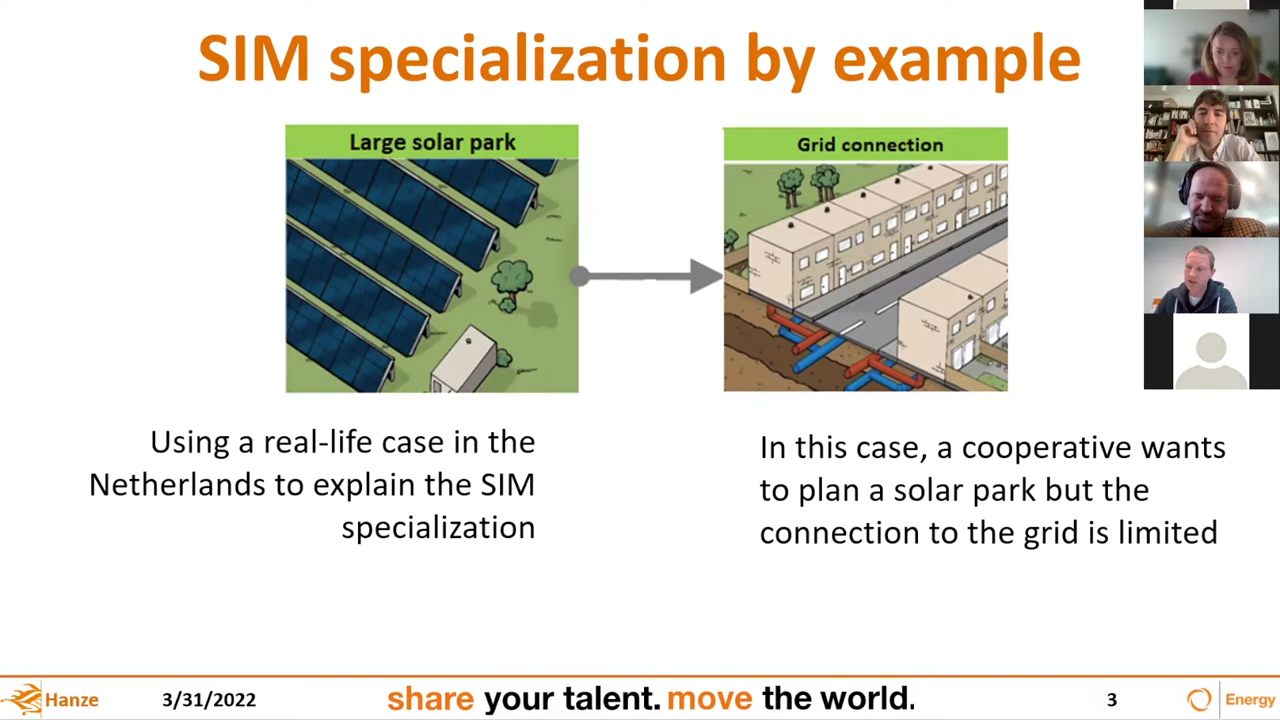 SIM specialization by example
Large solar park
Grid connection
Using a real-life case in the
Netherlands to explain the SIM
specialization
In this case, a cooperative wants
to plan a solar park but the
connection to the grid is limited
Hanze
3/31/2022
share your talent. move the world.
3
Energy